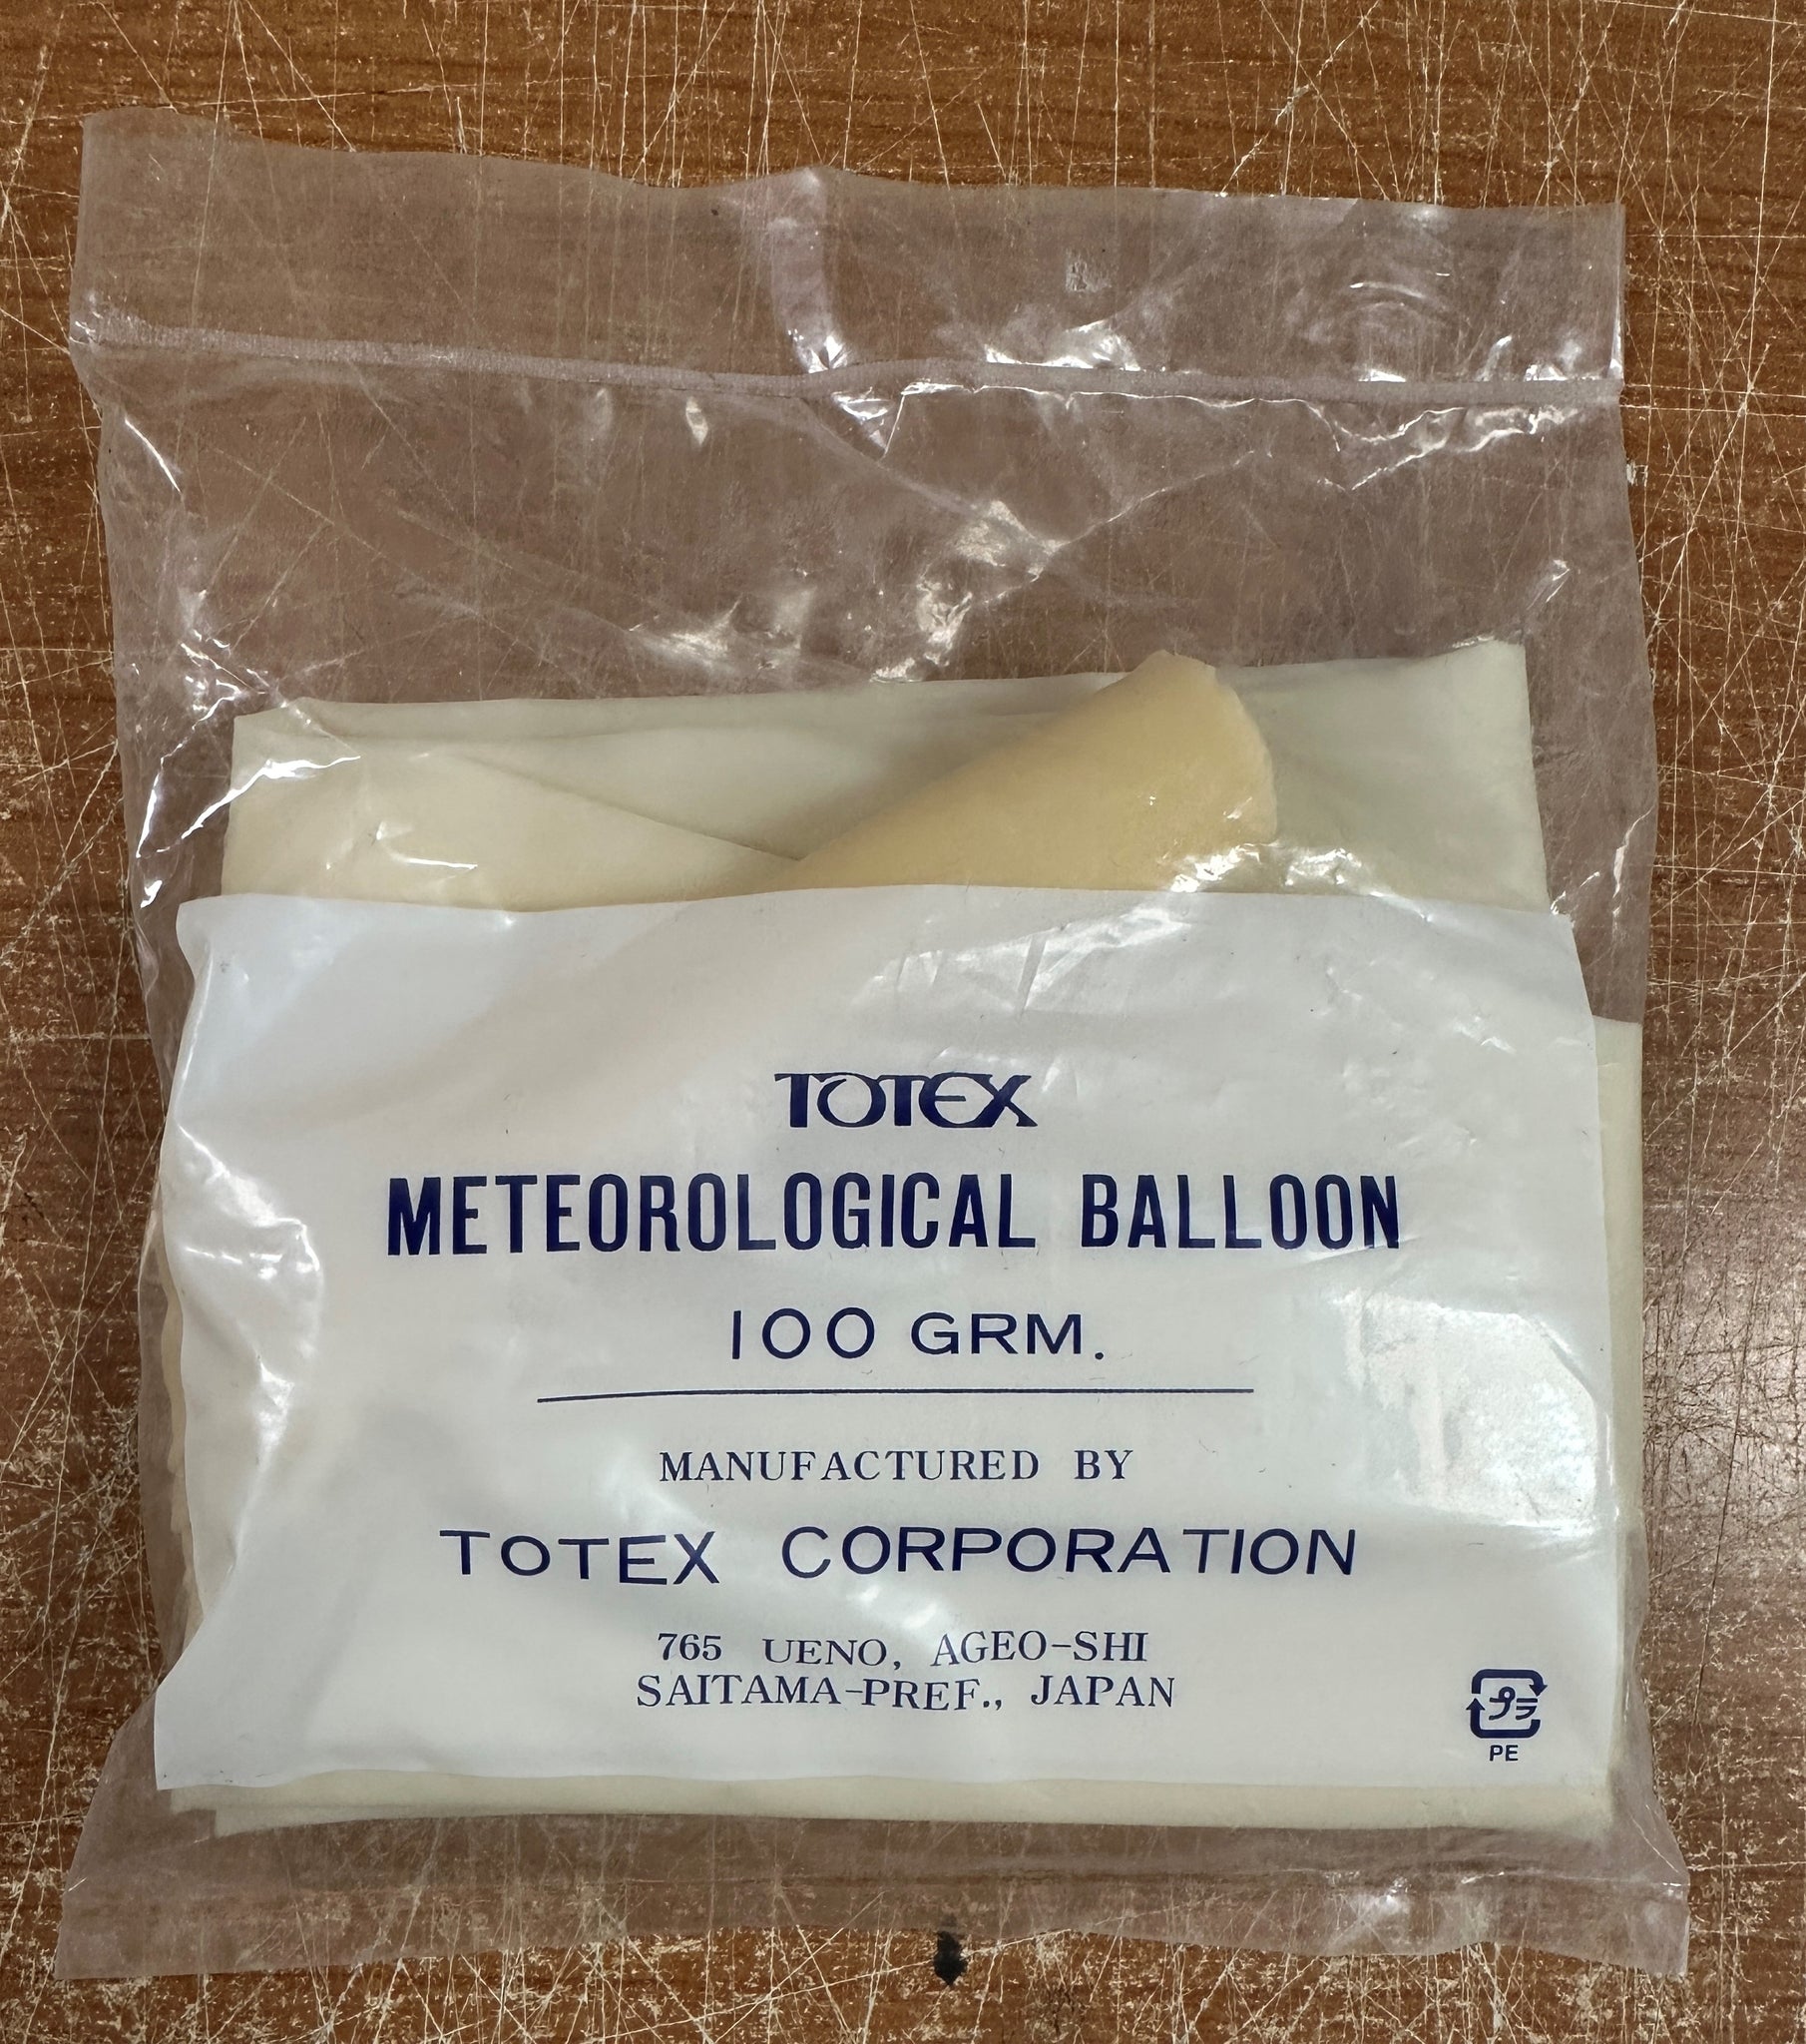 TOTEX
METEOROLOGICAL BALLOON
100 GRM.
MANUFACTURED BY
TOTEX CORPORATION
765 UENO, AGEO-SHI
SAITAMA-PREF., JAPAN
プラ
PE